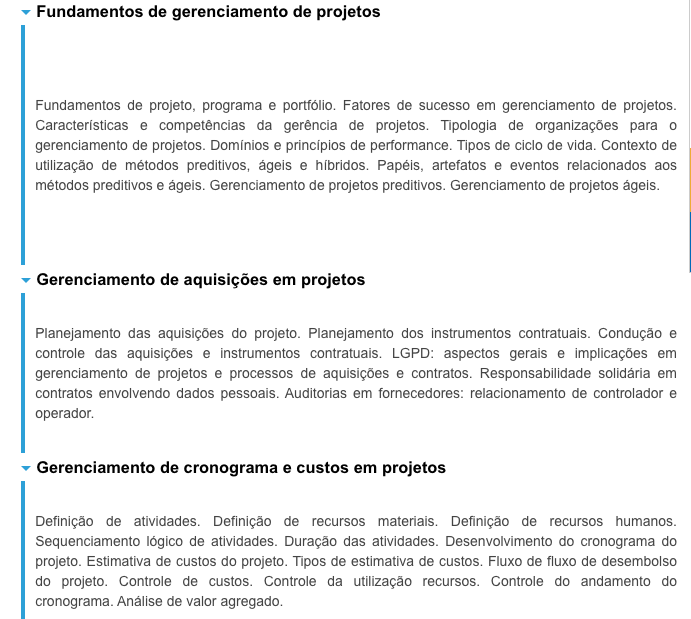 Fundamentos de gerenciamento de projetos
Fundamentos de projeto, programa e portfólio. Fatores de sucesso em gerenciamento de projetos.
Características e competências da gerência de projetos. Tipologia de organizações para o
gerenciamento de projetos. Domínios e princípios de performance. Tipos de ciclo de vida. Contexto de
utilização de métodos preditivos, ágeis e híbridos. Papéis, artefatos e eventos relacionados aos
métodos preditivos e ágeis. Gerenciamento de projetos preditivos. Gerenciamento de projetos ágeis.
Gerenciamento de aquisições em projetos
Planejamento das aquisições do projeto. Planejamento dos instrumentos contratuais. Condução e
controle das aquisições e instrumentos contratuais. LGPD: aspectos gerais e implicações em
gerenciamento de projetos e processos de aquisições e contratos. Responsabilidade solidária em
contratos envolvendo dados pessoais. Auditorias em fornecedores: relacionamento de controlador e
operador.
Gerenciamento de cronograma e custos em projetos
Definição de atividades. Definição de recursos materiais. Definição de recursos humanos.
Sequenciamento lógico de atividades. Duração das atividades. Desenvolvimento do cronograma do
projeto. Estimativa de custos do projeto. Tipos de estimativa de custos. Fluxo de fluxo de desembolso
do projeto. Controle de custos. Controle da utilização recursos. Controle do andamento do
cronograma. Análise de valor agregado.